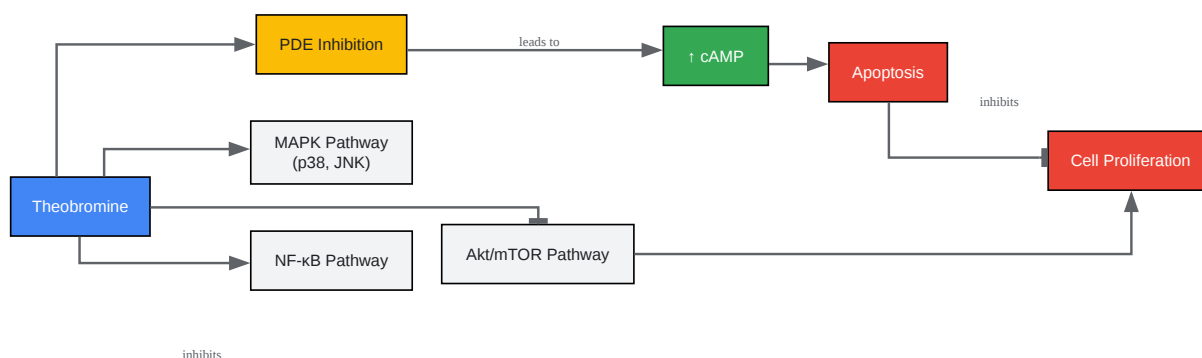 PDE Inhibition
leads to
↑ cAMP
Apoptosis
inhibits
MAPK Pathway
(p38, JNK)
Cell Proliferation
Theobromine
Akt/mTOR Pathway
NF-κB Pathway
inhibits